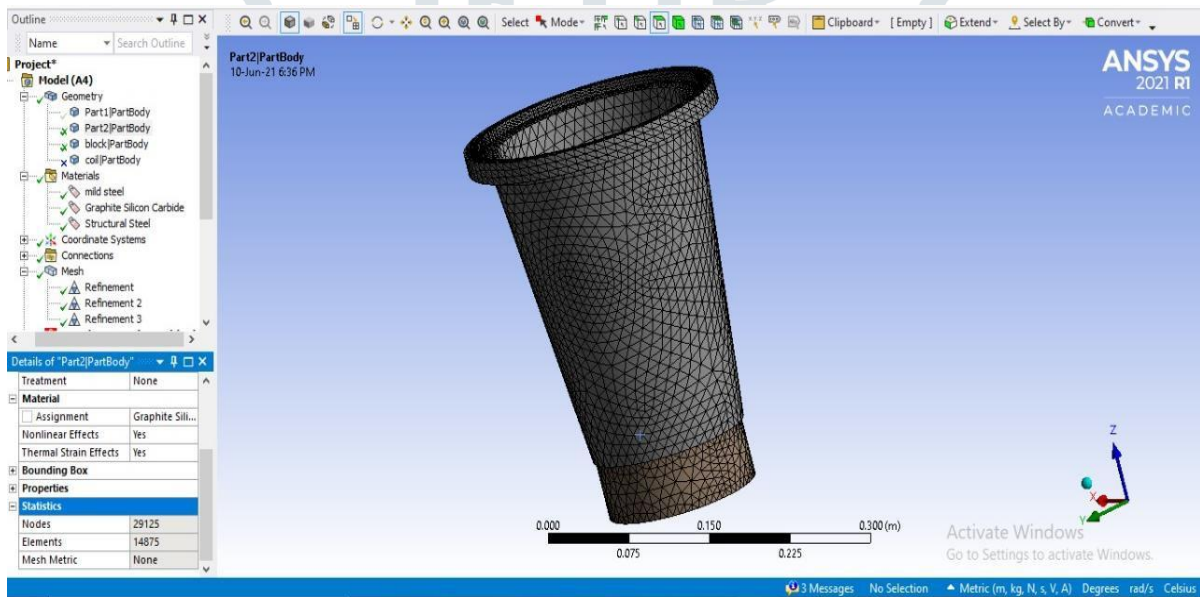 Outline
Name
Search Outline
Select
Mode
Clipboard
[ Empty ]
Extend
Select By
Convert
Project*
Model (A4)
Geometry
Part1|PartBody
Part2|PartBody
block|PartBody
coil|PartBody
Materials
mild steel
Graphite Silicon Carbide
Structural Steel
Coordinate Systems
Connections
Mesh
Refinement
Refinement 2
Refinement 3
Details of "Part2|PartBody"
Treatment None
Material
Assignment Graphite Sili...
Nonlinear Effects Yes
Thermal Strain Effects Yes
Bounding Box
Properties
Statistics
Nodes 29125
Elements 14875
Mesh Metric None
Part2|PartBody
10-Jun-21 6:36 PM
ANSYS
2021 R1
ACADEMIC
Z
X
Y
0.000 0.150 0.300 (m)
0.075 0.225
Activate Windows
Go to Settings to activate Windows.
3 Messages No Selection Metric (m, kg, N, s, V, A) Degrees rad/s Celsius